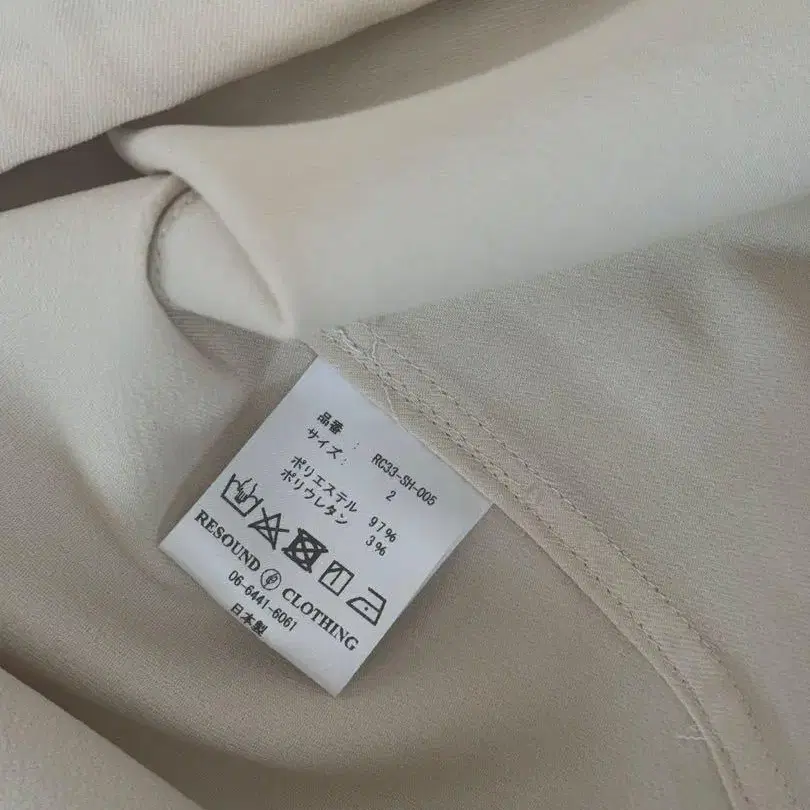 品番 : RC33-SH-005
サイズ: 2
ポリエステル 97%
ポリウレタン 3%
RESOUND CLOTHING
06-6441-6061
日本製